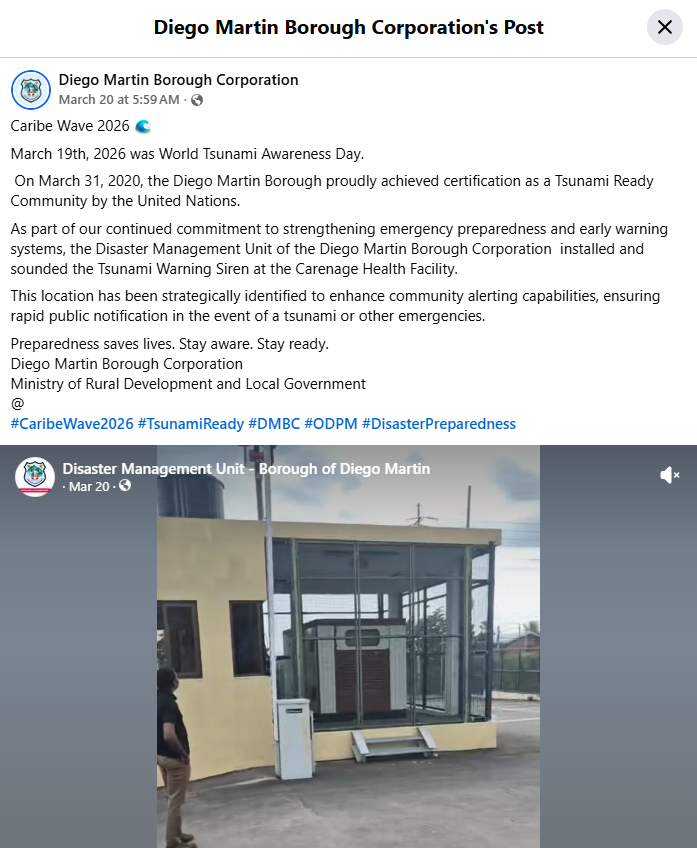 Diego Martin Borough Corporation's Post
Diego Martin Borough Corporation
March 20 at 5:59 AM ·
Caribe Wave 2026 🌊
March 19th, 2026 was World Tsunami Awareness Day.
On March 31, 2020, the Diego Martin Borough proudly achieved certification as a Tsunami Ready
Community by the United Nations.
As part of our continued commitment to strengthening emergency preparedness and early warning
systems, the Disaster Management Unit of the Diego Martin Borough Corporation  installed and
sounded the Tsunami Warning Siren at the Carenage Health Facility.
This location has been strategically identified to enhance community alerting capabilities, ensuring
rapid public notification in the event of a tsunami or other emergencies.
Preparedness saves lives. Stay aware. Stay ready.
Diego Martin Borough Corporation
Ministry of Rural Development and Local Government
@
#CaribeWave2026 #TsunamiReady #DMBC #ODPM #DisasterPreparedness
Disaster Management Unit - Borough of Diego Martin
· Mar 20 ·